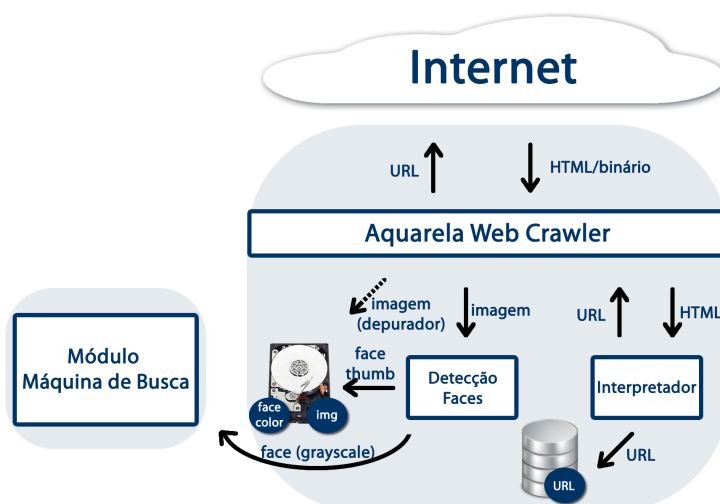 Internet
URL
HTML/binário
Aquarela Web Crawler
imagem
(depurador)
imagem
URL
HTML
Módulo
Máquina de Busca
face
thumb
Detecção
Faces
Interpretador
face
color
img
face (grayscale)
URL
URL